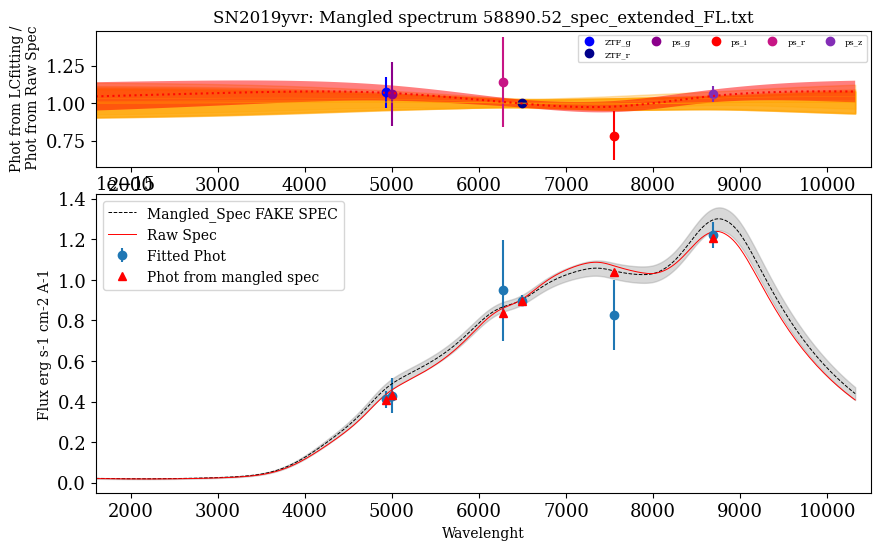 SN2019yvr: Mangled spectrum 58890.52_spec_extended_FL.txt
Phot from LCfitting /
Phot from Raw Spec
1.25
1.00
0.75
ZTF_g
ps_g
ps_i
ps_r
ps_z
ZTF_r
2000 3000 4000 5000 6000 7000 8000 9000 10000
1e−15
Flux erg s-1 cm-2 A-1
1.4
1.2
1.0
0.8
0.6
0.4
0.2
0.0
Mangled_Spec FAKE SPEC
Raw Spec
Fitted Phot
Phot from mangled spec
2000 3000 4000 5000 6000 7000 8000 9000 10000
Wavelenght